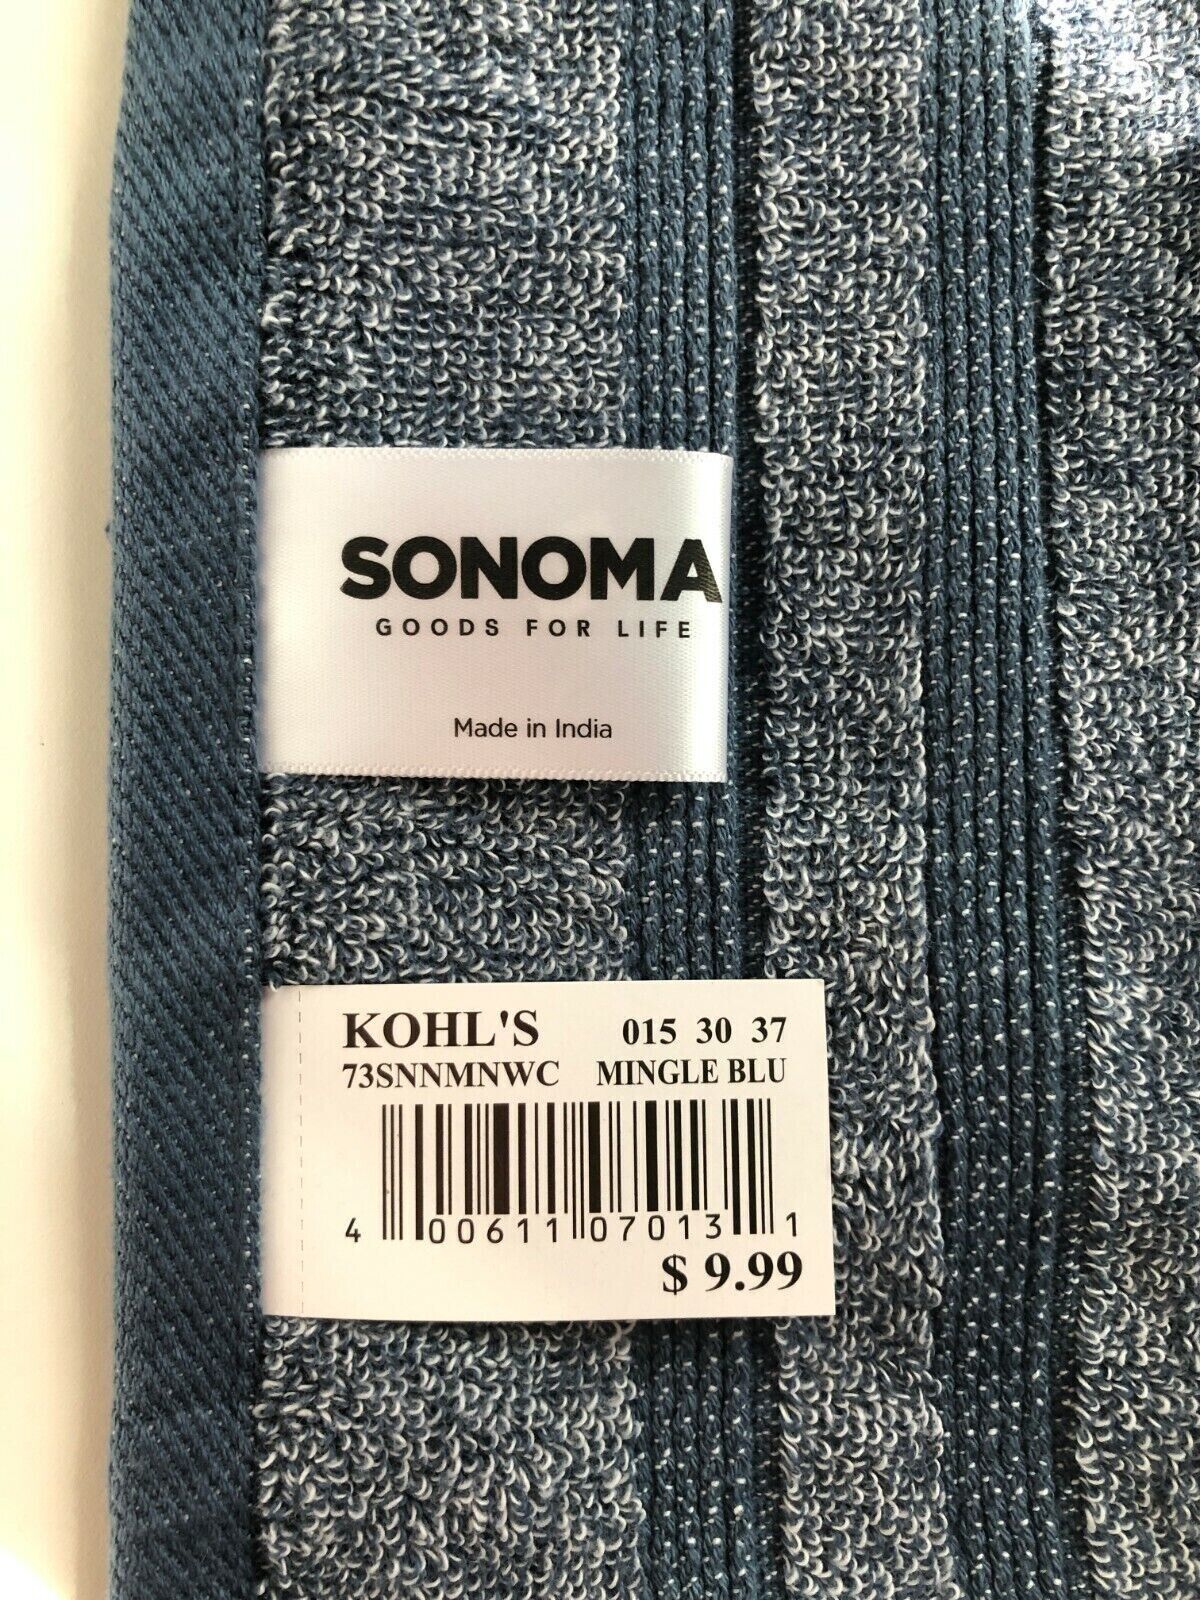 SONOMA
GOODS FOR LIFE
Made in India
KOHL'S 015 30 37
73SNNMNWC MINGLE BLU
4 00611 07013 1
$ 9.99